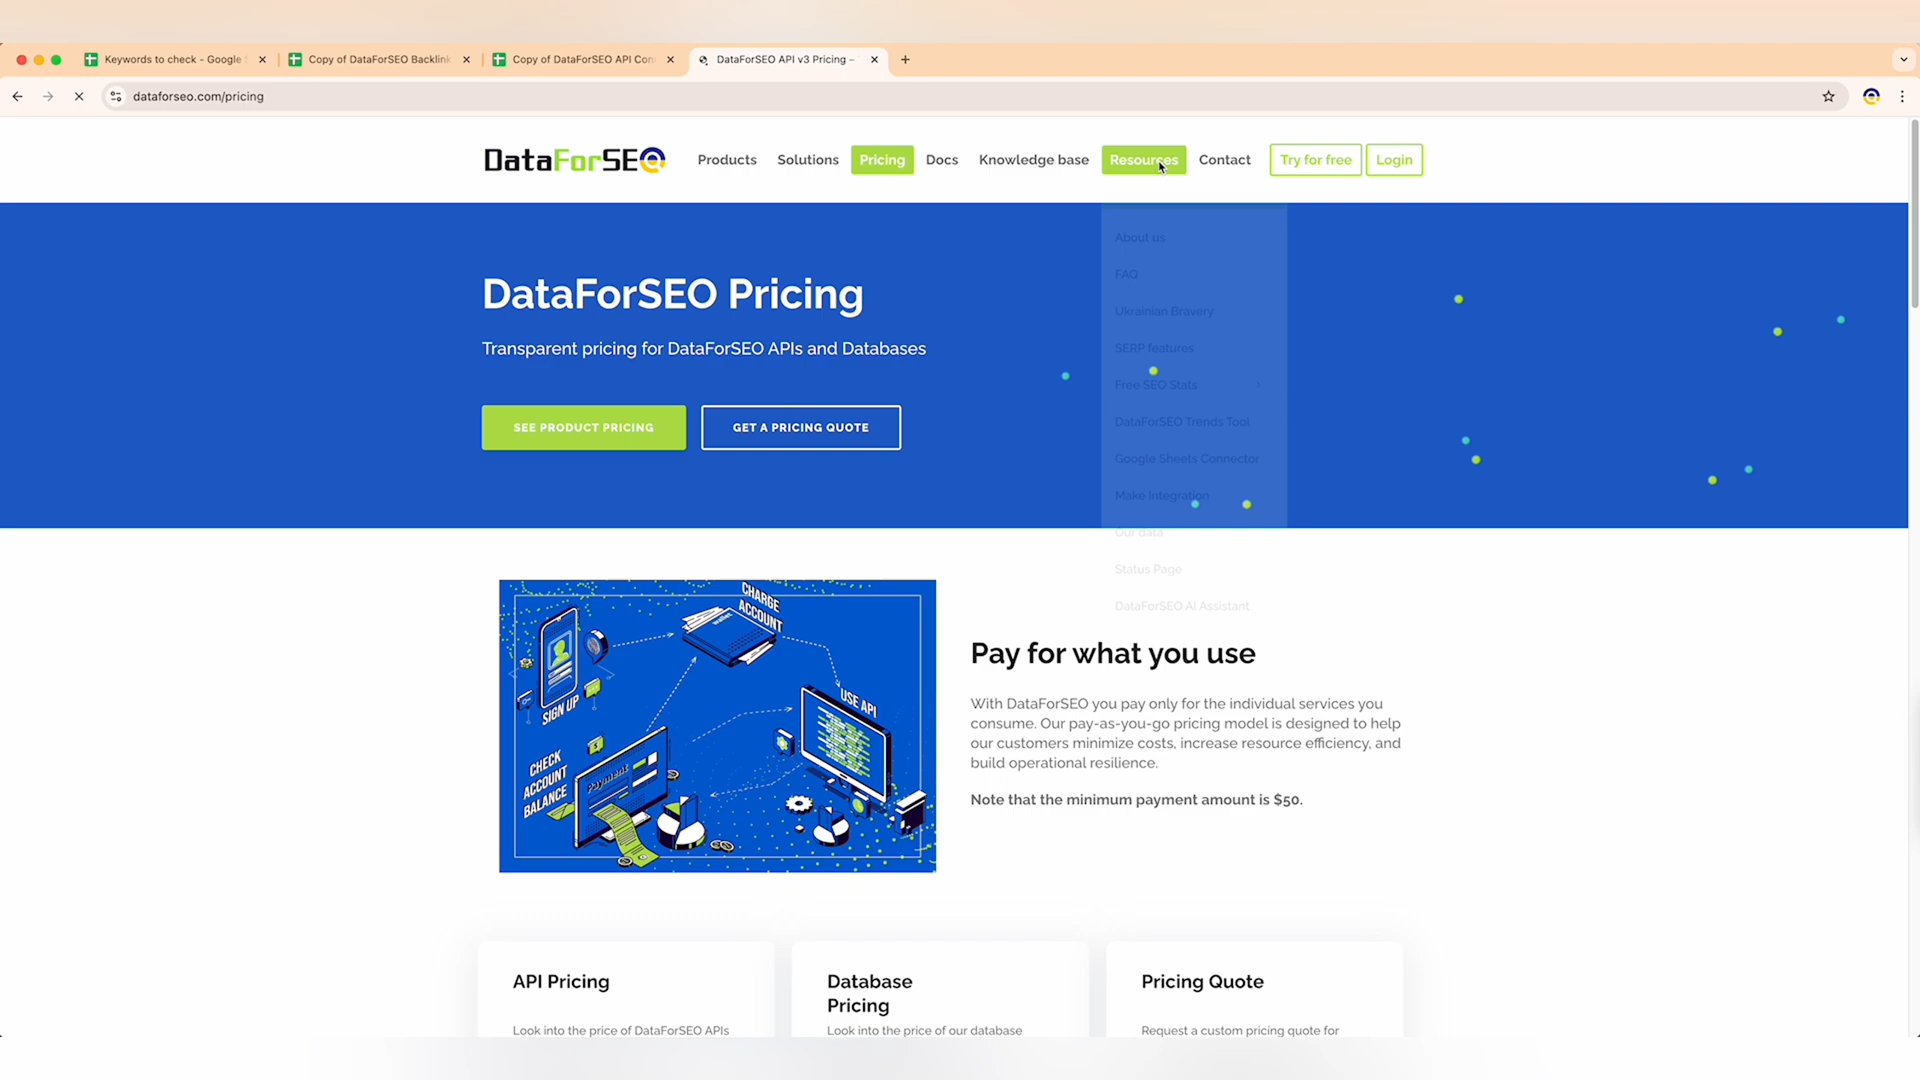 Keywords to check - Google
Copy of DataForSEO Backlink
Copy of DataForSEO API Con
DataForSEO API v3 Pricing –
dataforseo.com/pricing
DataForSEO
Products
Solutions
Pricing
Docs
Knowledge base
Resources
Contact
Try for free
Login
About us
FAQ
Ukrainian Bravery
SERP features
Free SEO Stats
DataForSEO Trends Tool
Google Sheets Connector
Make Integration
Our data
Status Page
DataForSEO AI Assistant
DataForSEO Pricing
Transparent pricing for DataForSEO APIs and Databases
SEE PRODUCT PRICING
GET A PRICING QUOTE
CHARGE
ACCOUNT
wallet
SIGN UP
USE API
CHECK
ACCOUNT
BALANCE
Payment
Pay for what you use
With DataForSEO you pay only for the individual services you
consume. Our pay-as-you-go pricing model is designed to help
our customers minimize costs, increase resource efficiency, and
build operational resilience.
Note that the minimum payment amount is $50.
API Pricing
Look into the price of DataForSEO APIs
Database
Pricing
Look into the price of our database
Pricing Quote
Request a custom pricing quote for